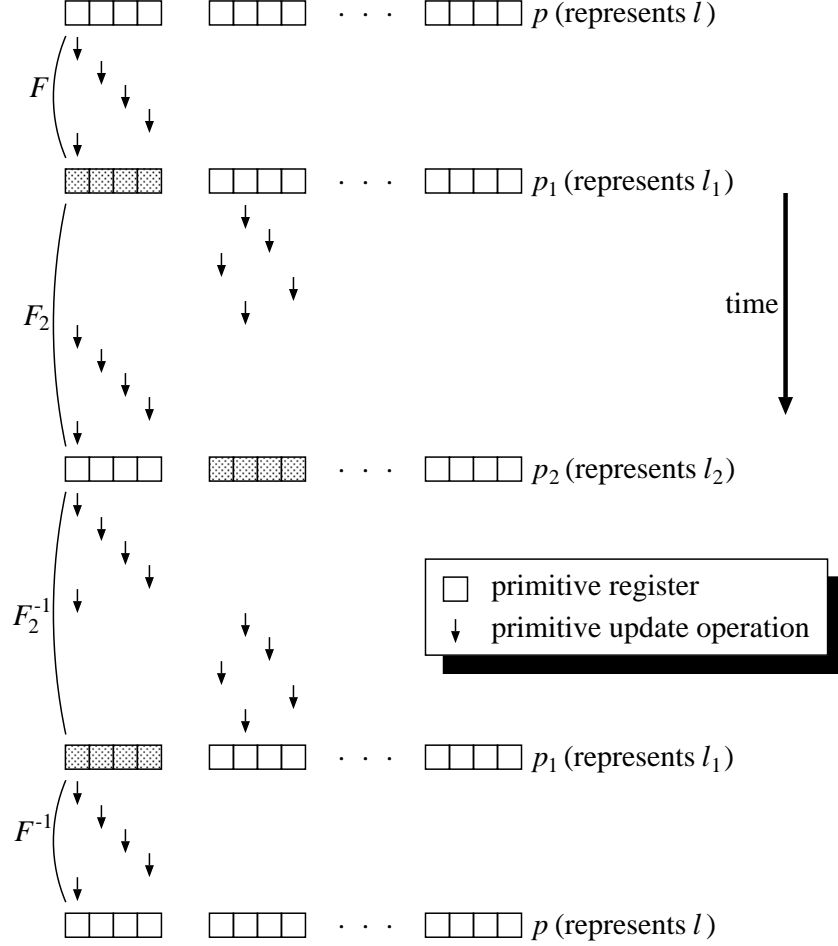 . . . p (represents l)
F
. . . p₁ (represents l₁)
F₂
time
. . . p₂ (represents l₂)
primitive register
F₂⁻¹
primitive update operation
. . . p₁ (represents l₁)
F⁻¹
. . . p (represents l)